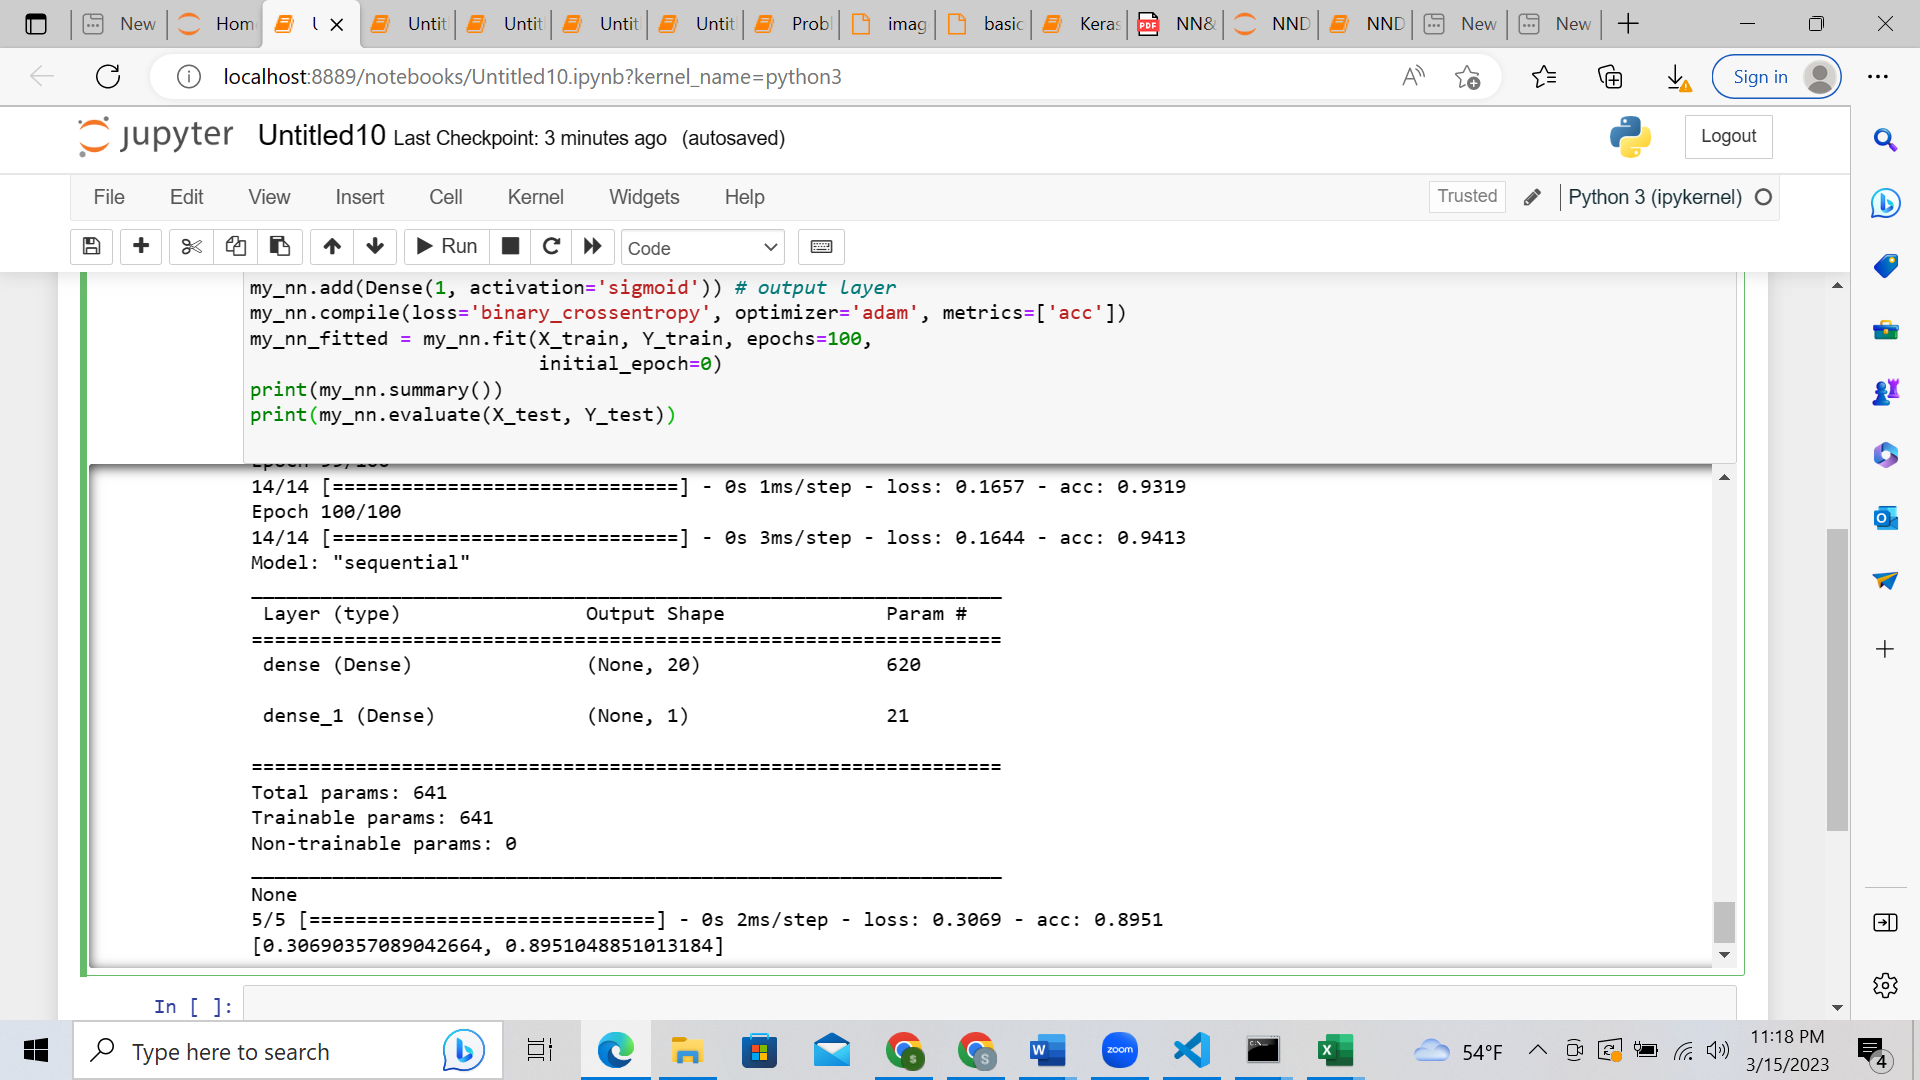 New
Hom
U
Untit
Untit
Untit
Untit
Probl
imag
basic
Keras
NN&
NND
NND
New
New
localhost:8889/notebooks/Untitled10.ipynb?kernel_name=python3
Sign in
jupyter Untitled10 Last Checkpoint: 3 minutes ago (autosaved)
Logout
File Edit View Insert Cell Kernel Widgets Help
Trusted
Python 3 (ipykernel)
Run
Code
my_nn.add(Dense(1, activation='sigmoid')) # output layer
my_nn.compile(loss='binary_crossentropy', optimizer='adam', metrics=['acc'])
my_nn_fitted = my_nn.fit(X_train, Y_train, epochs=100,
initial_epoch=0)
print(my_nn.summary())
print(my_nn.evaluate(X_test, Y_test))
Epoch 99/100
14/14 [==============================] - 0s 1ms/step - loss: 0.1657 - acc: 0.9319
Epoch 100/100
14/14 [==============================] - 0s 3ms/step - loss: 0.1644 - acc: 0.9413
Model: "sequential"
_________________________________________________________________
Layer (type) Output Shape Param #
=================================================================
dense (Dense) (None, 20) 620
dense_1 (Dense) (None, 1) 21
=================================================================
Total params: 641
Trainable params: 641
Non-trainable params: 0
_________________________________________________________________
None
5/5 [==============================] - 0s 2ms/step - loss: 0.3069 - acc: 0.8951
[0.30690357089042664, 0.8951048851013184]
In [ ]:
Type here to search
zoom
54°F
11:18 PM
3/15/2023
4